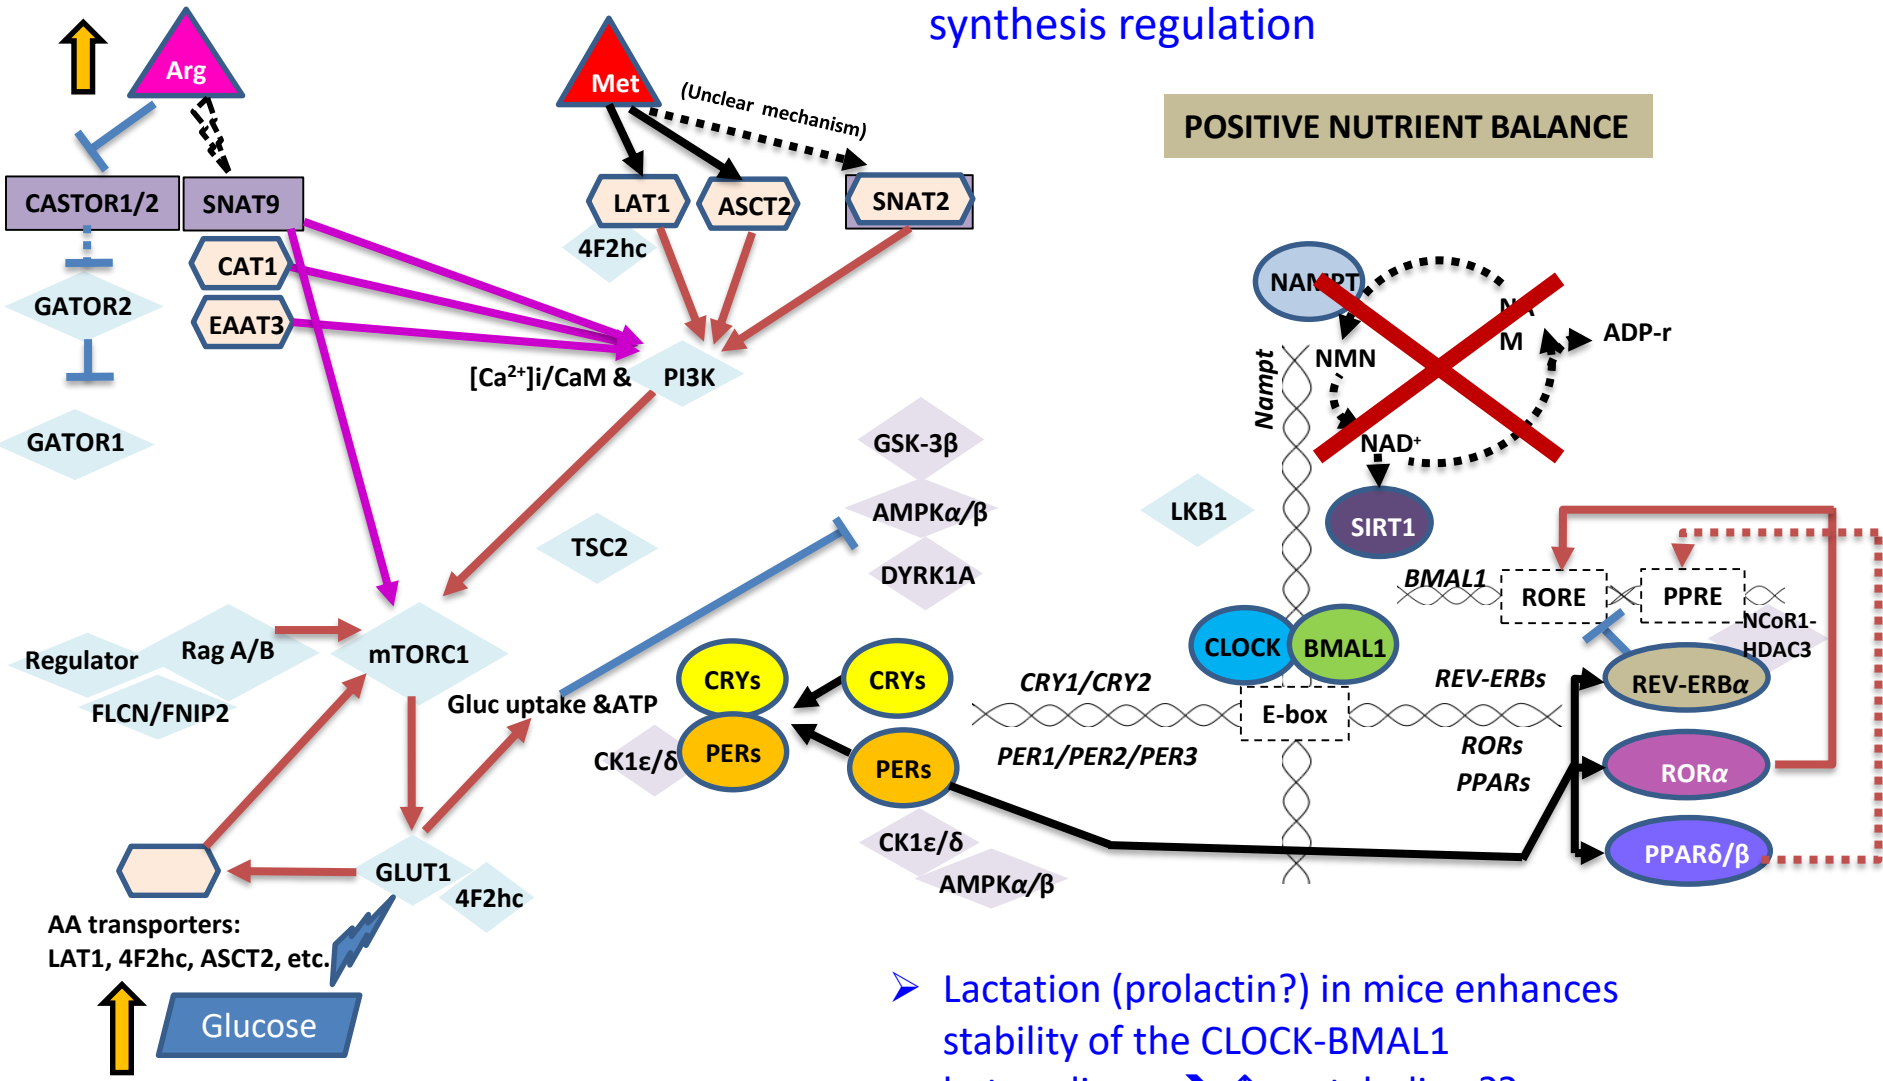 synthesis regulation
Arg
Met
(Unclear mechanism)
POSITIVE NUTRIENT BALANCE
CASTOR1/2
SNAT9
LAT1
ASCT2
SNAT2
4F2hc
CAT1
GATOR2
EAAT3
NAMPT
NAM
ADP-r
NMN
Nampt
[Ca²⁺]i/CaM &
PI3K
GATOR1
GSK-3β
NAD⁺
AMPKα/β
LKB1
SIRT1
TSC2
DYRK1A
BMAL1
RORE
PPRE
NCoR1-
HDAC3
Regulator
Rag A/B
mTORC1
CLOCK
BMAL1
FLCN/FNIP2
Gluc uptake &ATP
CRYs
CRYs
CRY1/CRY2
REV-ERBs
REV-ERBα
E-box
CK1ε/δ
PERs
PERs
PER1/PER2/PER3
RORs
PPARs
RORα
CK1ε/δ
AMPKα/β
PPARδ/β
GLUT1
4F2hc
AA transporters:
LAT1, 4F2hc, ASCT2, etc.
Glucose
➢ Lactation (prolactin?) in mice enhances
stability of the CLOCK-BMAL1